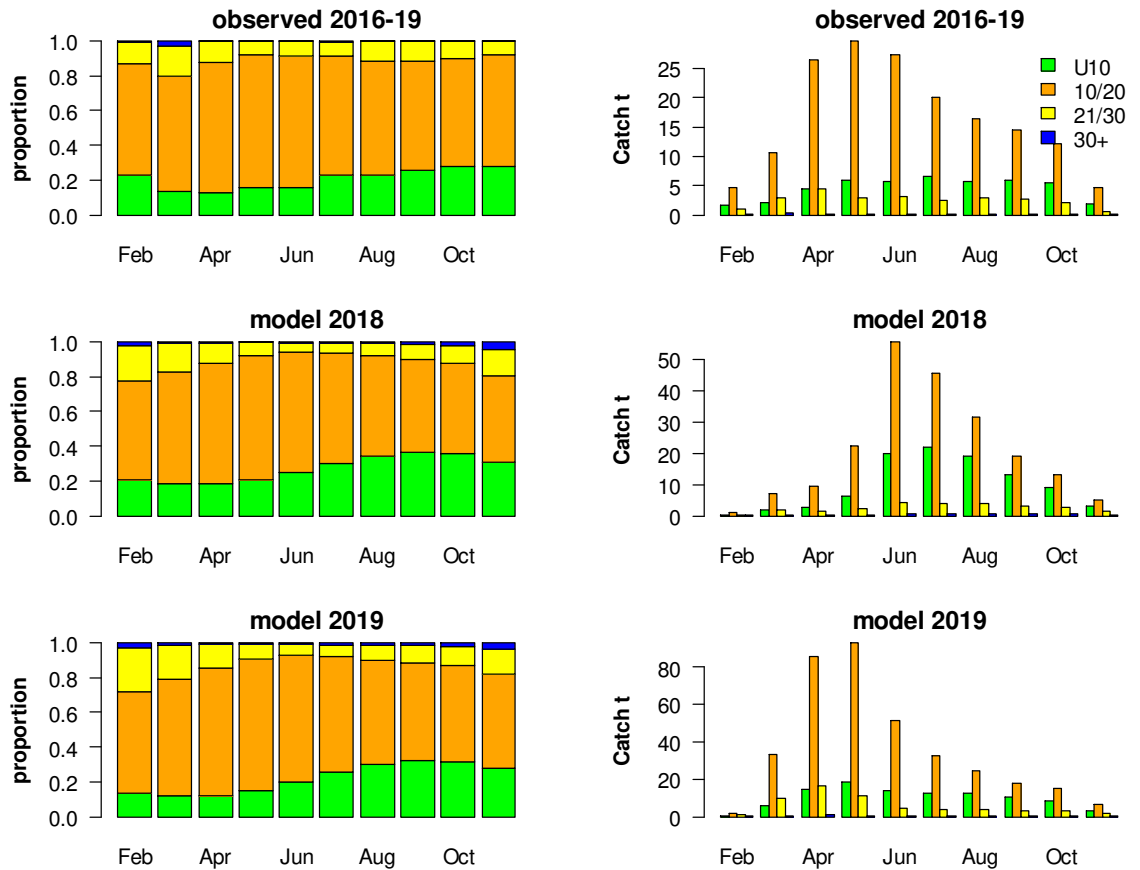 observed 2016-19
proportion
1.0
0.8
0.6
0.4
0.2
0.0
Feb Apr Jun Aug Oct
observed 2016-19
Catch t
25
20
15
10
5
0
Feb Apr Jun Aug Oct
U10
10/20
21/30
30+
model 2018
proportion
1.0
0.8
0.6
0.4
0.2
0.0
Feb Apr Jun Aug Oct
model 2018
Catch t
50
40
30
20
10
0
Feb Apr Jun Aug Oct
model 2019
proportion
1.0
0.8
0.6
0.4
0.2
0.0
Feb Apr Jun Aug Oct
model 2019
Catch t
80
60
40
20
0
Feb Apr Jun Aug Oct